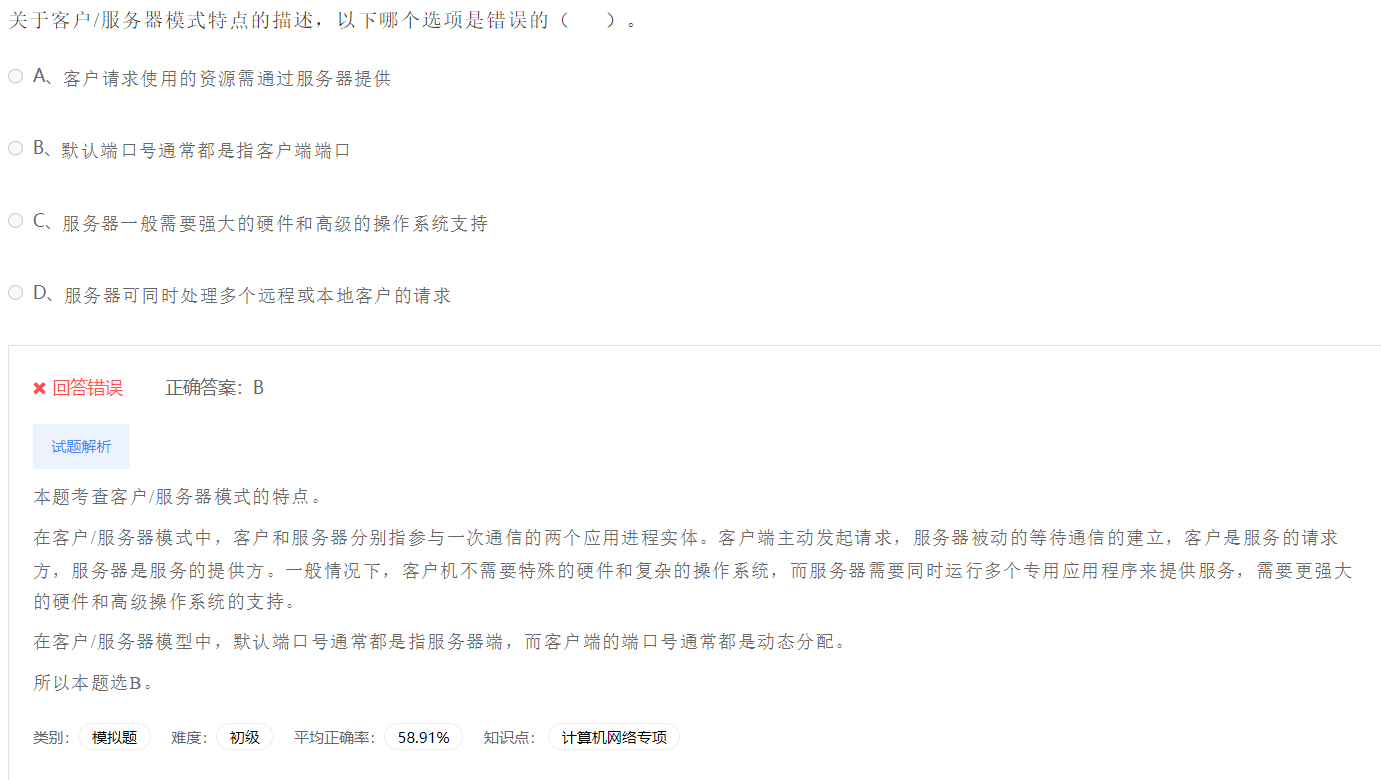 关于客户/服务器模式特点的描述，以下哪个选项是错误的（　　）。
A、客户请求使用的资源需通过服务器提供
B、默认端口号通常都是指客户端端口
C、服务器一般需要强大的硬件和高级的操作系统支持
D、服务器可同时处理多个远程或本地客户的请求
✖ 回答错误　正确答案：B
试题解析
本题考查客户/服务器模式的特点。
在客户/服务器模式中，客户和服务器分别指参与一次通信的两个应用进程实体。客户端主动发起请求，服务器被动的等待通信的建立，客户是服务的请求
方，服务器是服务的提供方。一般情况下，客户机不需要特殊的硬件和复杂的操作系统，而服务器需要同时运行多个专用应用程序来提供服务，需要更强大
的硬件和高级操作系统的支持。
在客户/服务器模型中，默认端口号通常都是指服务器端，而客户端的端口号通常都是动态分配。
所以本题选B。
类别：模拟题　难度：初级　平均正确率：58.91%　知识点：计算机网络专项